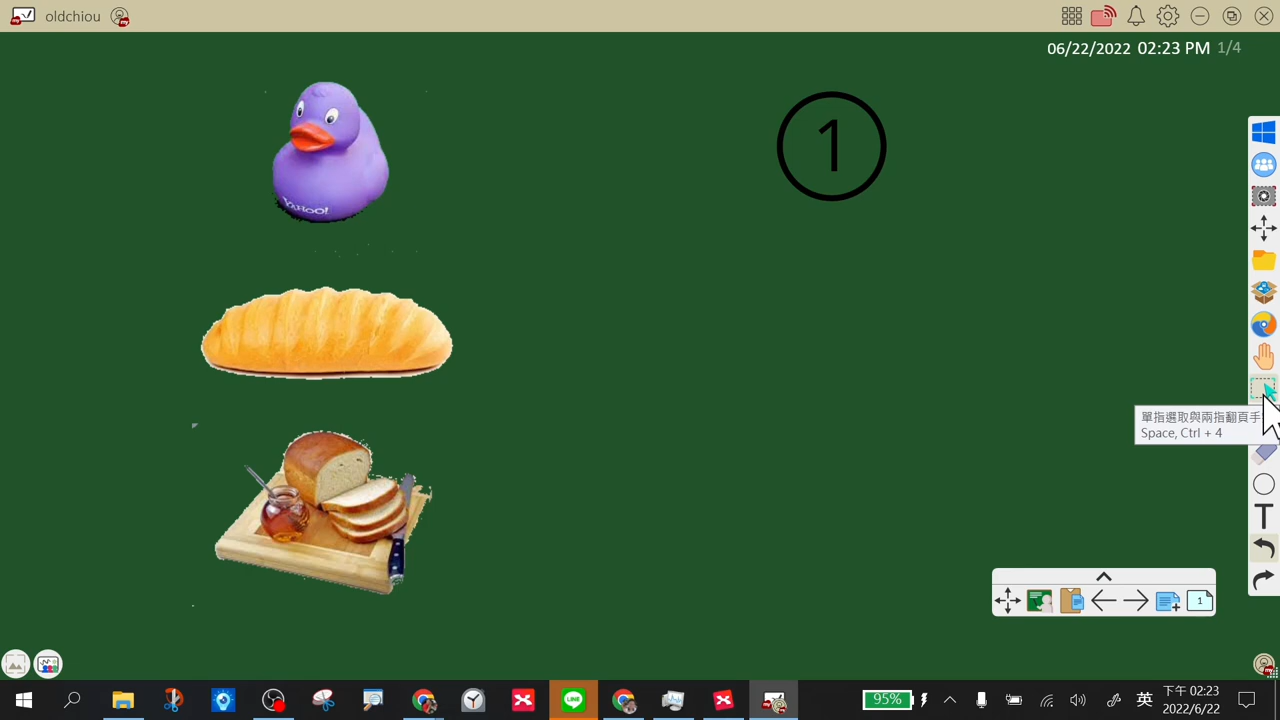 oldchiou
06/22/2022 02:23 PM 1/4
1
YAHOO!
單指選取與兩指翻頁手
Space, Ctrl + 4
T
1
95%
英
下午 02:23
2022/6/22
LINE